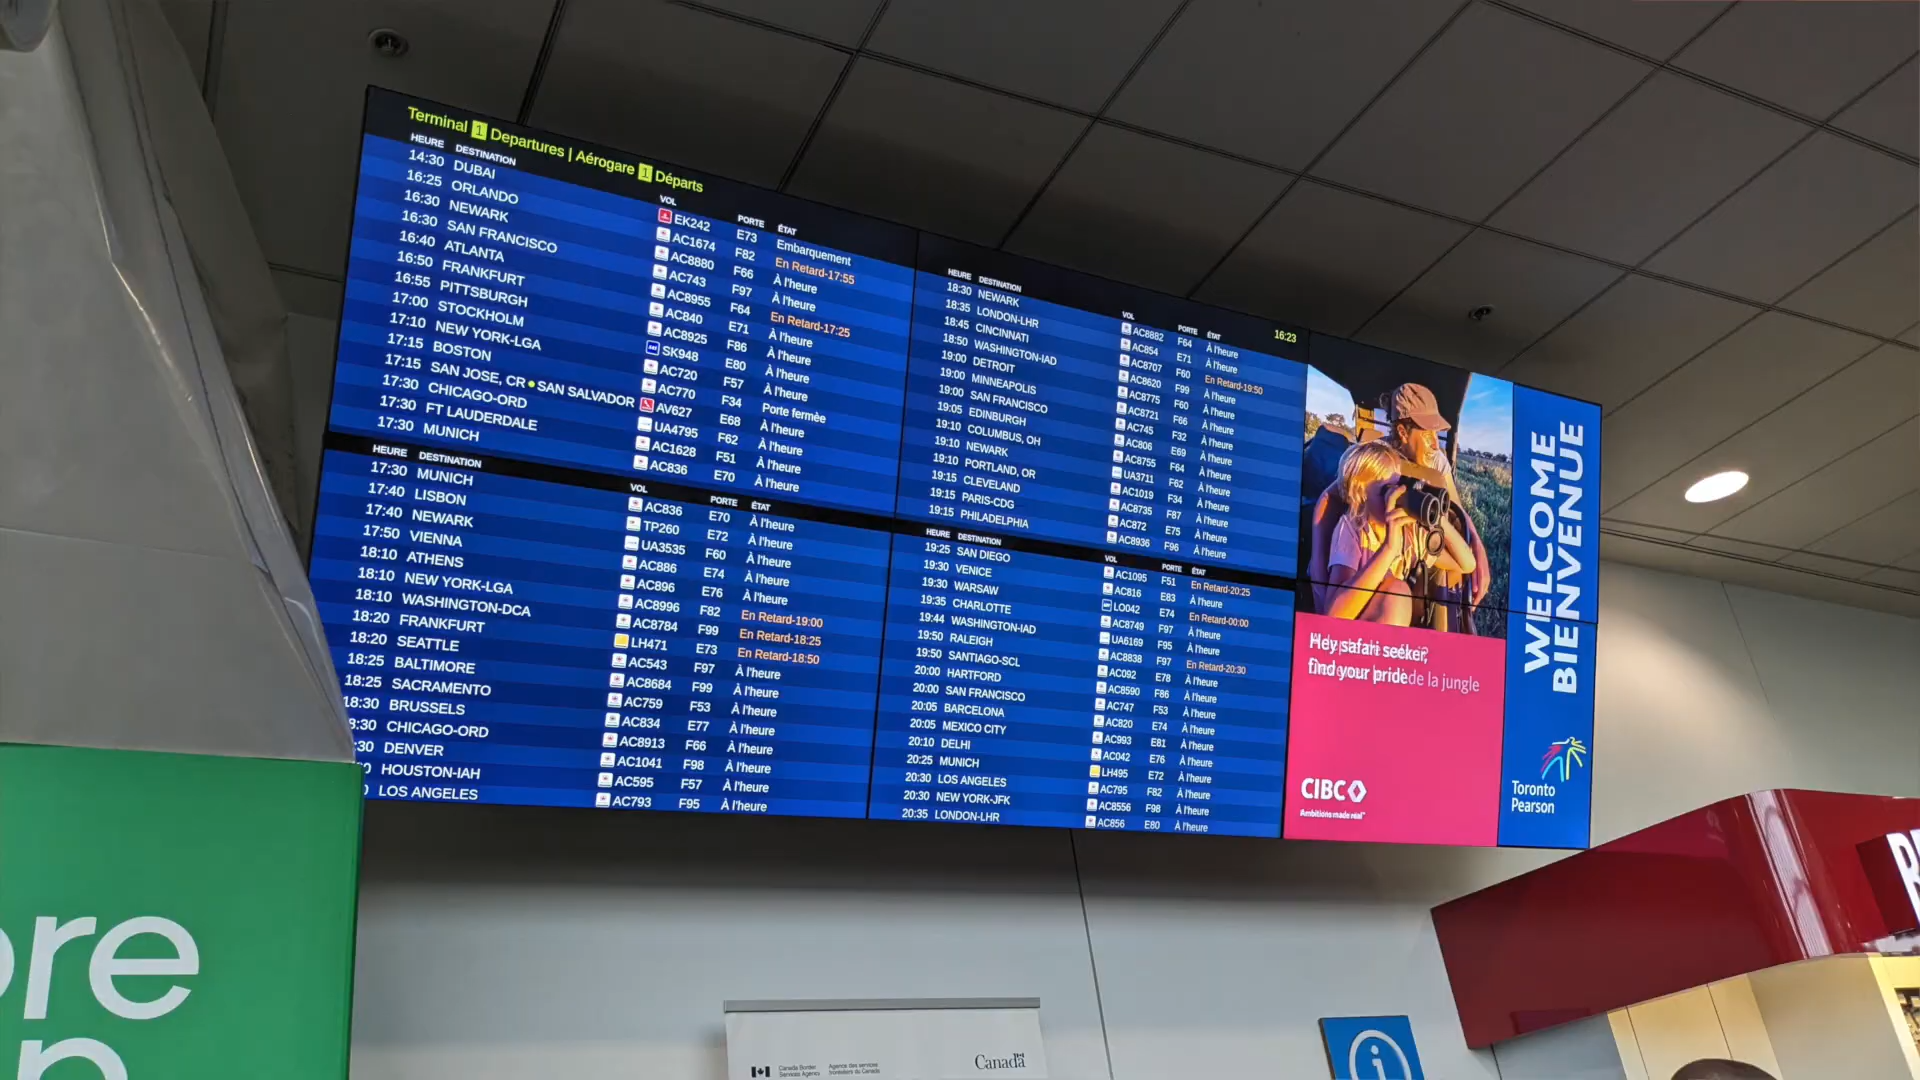 Terminal 1 Departures | Aérogare 1 Départs
HEURE DESTINATION VOL PORTE ÉTAT
14:30 DUBAI EK242 E73 Embarquement
16:25 ORLANDO AC1674 F82 En Retard-17:55
16:30 NEWARK AC8880 F66 À l'heure
16:30 SAN FRANCISCO AC743 F97 À l'heure
16:40 ATLANTA AC8955 F64 En Retard-17:25
16:50 FRANKFURT AC840 E71 À l'heure
16:55 PITTSBURGH AC8925 F86 À l'heure
17:00 STOCKHOLM SK948 E80 À l'heure
17:10 NEW YORK-LGA AC720 F57 À l'heure
17:15 BOSTON AC770 F34 Porte fermèe
17:15 SAN JOSE, CR • SAN SALVADOR AV627 E68 À l'heure
17:30 CHICAGO-ORD UA4795 F62 À l'heure
17:30 FT LAUDERDALE AC1628 F51 À l'heure
17:30 MUNICH AC836 E70 À l'heure
HEURE DESTINATION VOL PORTE ÉTAT
17:30 MUNICH AC836 E70 À l'heure
17:40 LISBON TP260 E72 À l'heure
17:40 NEWARK UA3535 F60 À l'heure
17:50 VIENNA AC886 E74 À l'heure
18:10 ATHENS AC896 E76 À l'heure
18:10 NEW YORK-LGA AC8996 F82 En Retard-19:00
18:10 WASHINGTON-DCA AC8784 F99 En Retard-18:25
18:20 FRANKFURT LH471 E73 En Retard-18:50
18:20 SEATTLE AC543 F97 À l'heure
18:25 BALTIMORE AC8684 F99 À l'heure
18:25 SACRAMENTO AC759 F53 À l'heure
18:30 BRUSSELS AC834 E77 À l'heure
8:30 CHICAGO-ORD AC8913 F66 À l'heure
:30 DENVER AC1041 F98 À l'heure
0 HOUSTON-IAH AC595 F57 À l'heure
LOS ANGELES AC793 F95 À l'heure
16:23
HEURE DESTINATION VOL PORTE ÉTAT
18:30 NEWARK AC8882 F64 À l'heure
18:35 LONDON-LHR AC854 E71 À l'heure
18:45 CINCINNATI AC8707 F60 À l'heure
18:50 WASHINGTON-IAD AC8620 F99 En Retard-19:50
19:00 DETROIT AC8775 F60 À l'heure
19:00 MINNEAPOLIS AC8721 F66 À l'heure
19:00 SAN FRANCISCO AC745 F32 À l'heure
19:05 EDINBURGH AC806 E69 À l'heure
19:10 COLUMBUS, OH AC8755 F64 À l'heure
19:10 NEWARK UA3711 F62 À l'heure
19:10 PORTLAND, OR AC1019 F34 À l'heure
19:15 CLEVELAND AC8735 F87 À l'heure
19:15 PARIS-CDG AC872 E75 À l'heure
19:15 PHILADELPHIA AC8936 F96 À l'heure
HEURE DESTINATION VOL PORTE ÉTAT
19:25 SAN DIEGO AC1095 F51 En Retard-20:25
19:30 VENICE AC816 E83 À l'heure
19:30 WARSAW LO042 E74 En Retard-00:00
19:35 CHARLOTTE AC8749 F97 À l'heure
19:44 WASHINGTON-IAD UA6169 F95 À l'heure
19:50 RALEIGH AC8838 F97 En Retard-20:30
19:50 SANTIAGO-SCL AC092 E78 À l'heure
20:00 HARTFORD AC8590 F86 À l'heure
20:00 SAN FRANCISCO AC747 F53 À l'heure
20:05 BARCELONA AC820 E74 À l'heure
20:05 MEXICO CITY AC993 E81 À l'heure
20:10 DELHI AC042 E76 À l'heure
20:25 MUNICH LH495 E72 À l'heure
20:30 LOS ANGELES AC795 F82 À l'heure
20:30 NEW YORK-JFK AC8556 F98 À l'heure
20:35 LONDON-LHR AC856 E80 À l'heure
Hey safari seeker,
find your pride
de la jungle
CIBC
Ambitions made real
WELCOME
BIENVENUE
Toronto
Pearson
ore
Canada Border
Services Agency
Agence des services
frontaliers du Canada
Canada